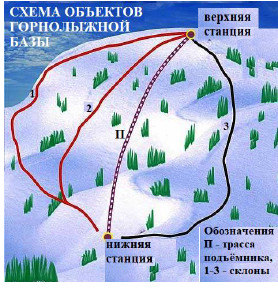 СХЕМА ОБЪЕКТОВ
ГОРНОЛЫЖНОЙ
БАЗЫ
верхняя
станция
1
2
П
3
нижняя
станция
Обозначения
П - трасса
подъёмника,
1-3 - склоны